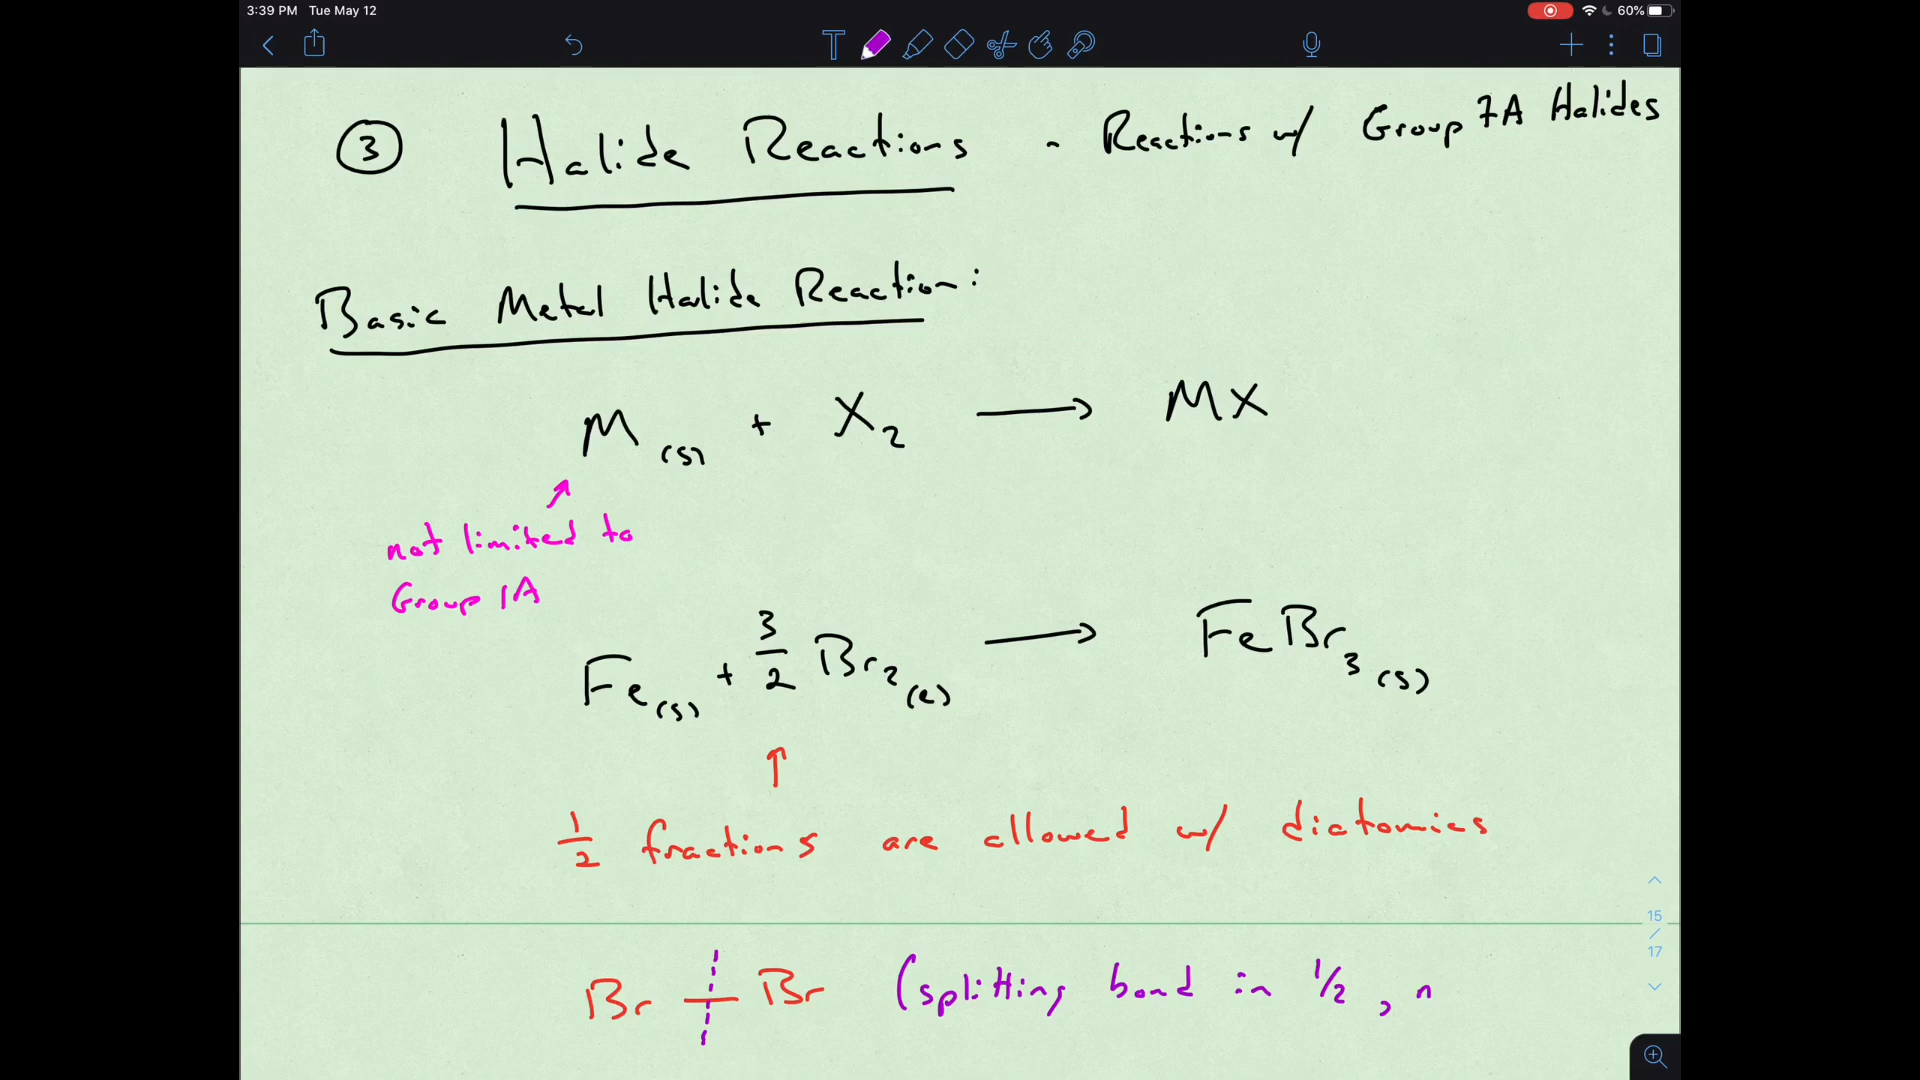 3:39 PM Tue May 12
60%
③ Halide Reactions - Reactions w/ Group 7A Halides
Basic Metal Halide Reaction:
M(s) + X₂ → MX
not limited to
Group 1A
Fe(s) + 3/2 Br₂(l) → FeBr₃(s)
1/2 fractions are allowed w/ diatomics
15
/
17
Br - Br (splitting bond in 1/2, n